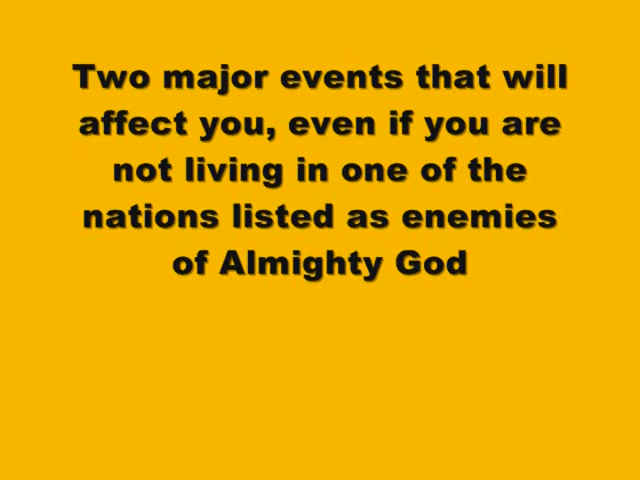 Two major events that will
affect you, even if you are
not living in one of the
nations listed as enemies
of Almighty God